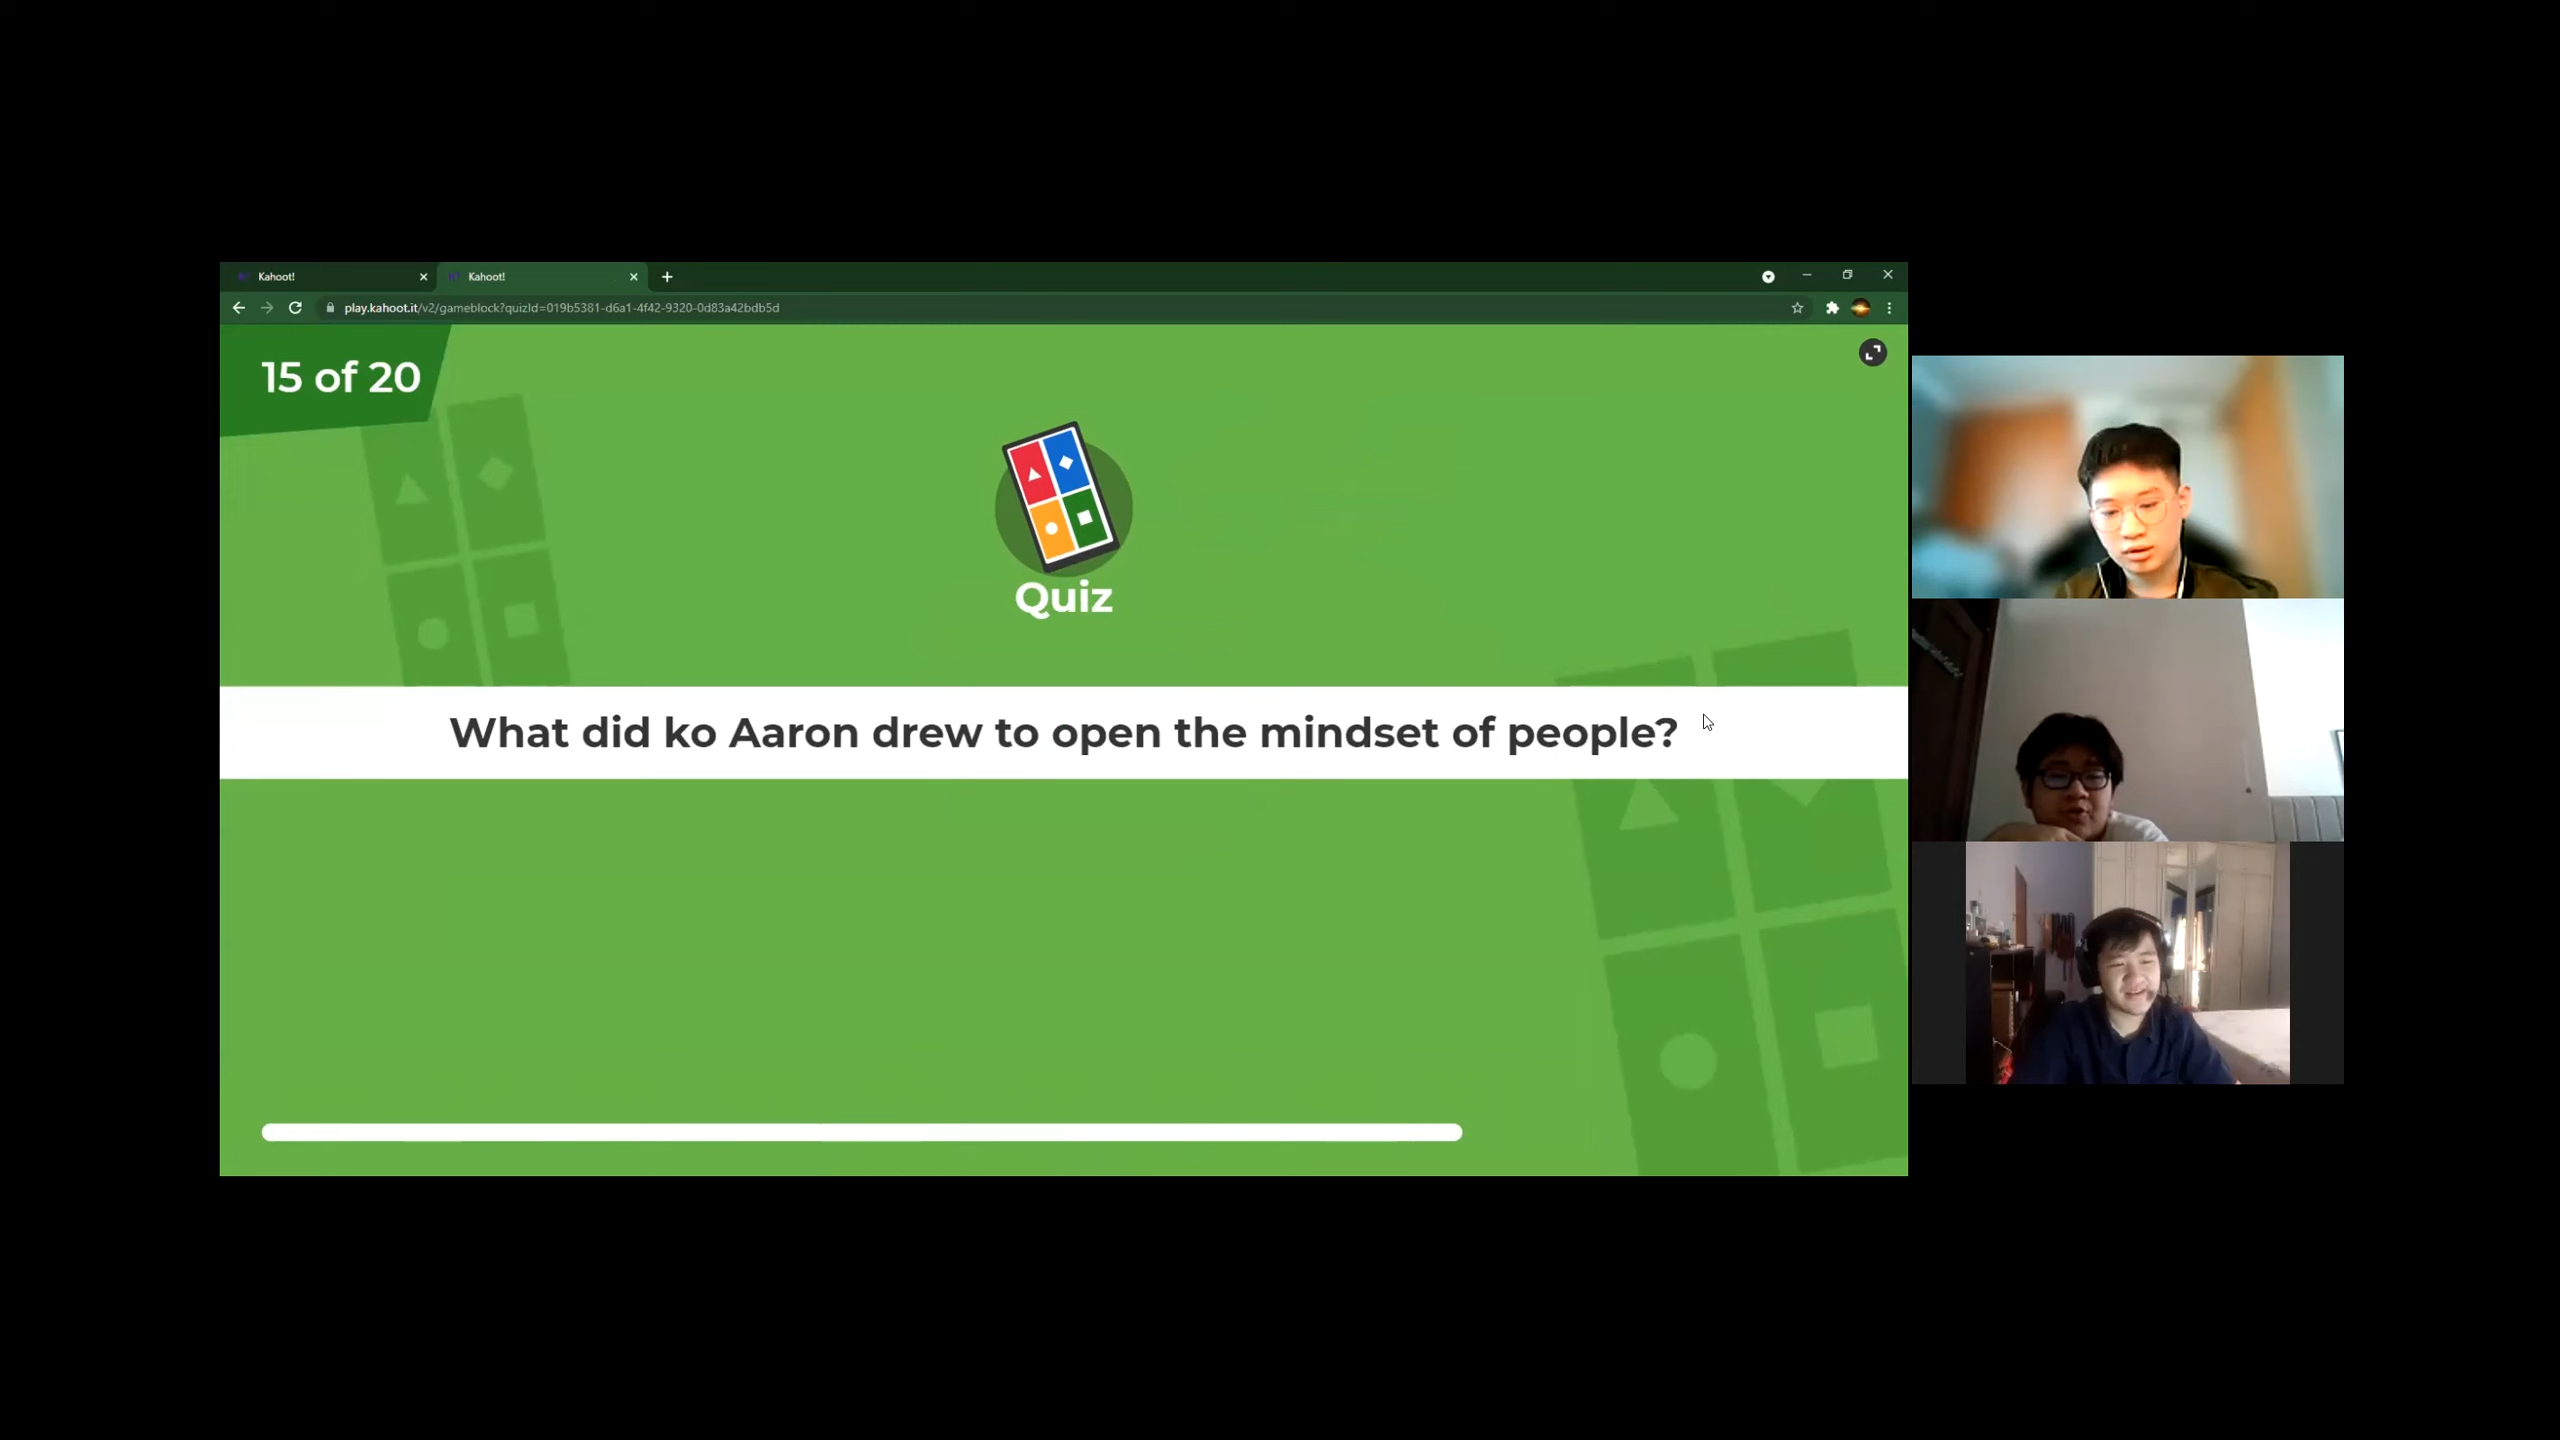 Kahoot!
Kahoot!
play.kahoot.it/v2/gameblock?quizId=019b5381-d6a1-4f42-9320-0d83a42bdb5d
15 of 20
Quiz
What did ko Aaron drew to open the mindset of people?